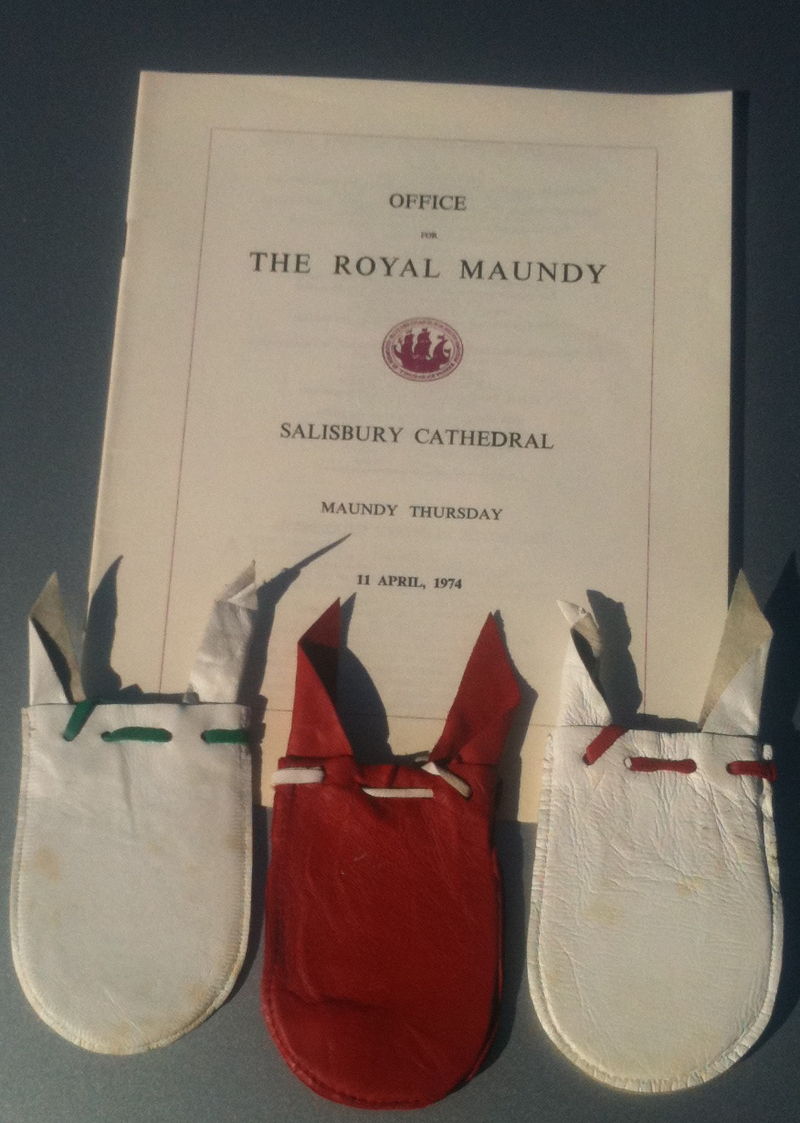 OFFICE
FOR
THE ROYAL MAUNDY
SALISBURY CATHEDRAL
MAUNDY THURSDAY
11 APRIL, 1974